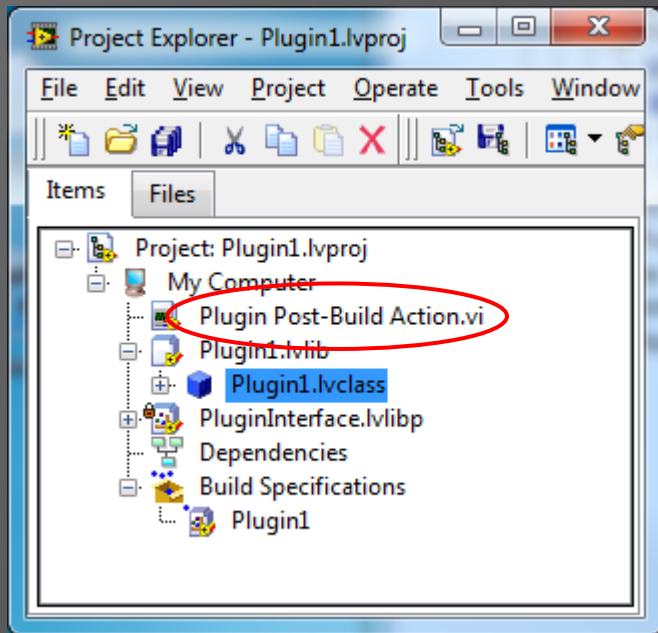 Project Explorer - Plugin1.lvproj
File Edit View Project Operate Tools Window
Items Files
Project: Plugin1.lvproj
My Computer
Plugin Post-Build Action.vi
Plugin1.lvlib
Plugin1.lvclass
PluginInterface.lvlibp
Dependencies
Build Specifications
Plugin1